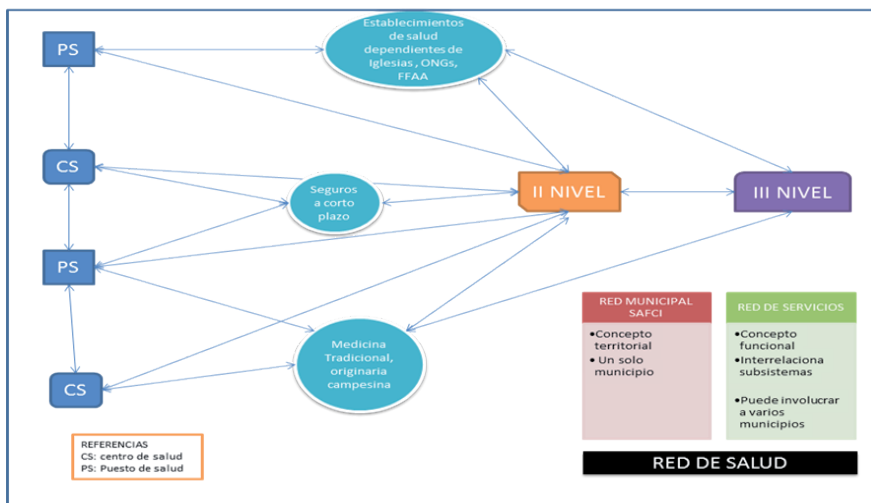 PS
Establecimientos
de salud
dependientes de
Iglesias, ONGs,
FFAA
CS
Seguros
a corto
plazo
II NIVEL
III NIVEL
PS
Medicina
Tradicional,
originaria
campesina
CS
RED MUNICIPAL
SAFCI
•Concepto
territorial
• Un solo
municipio
RED DE SERVICIOS
•Concepto
funcional
•Interrelaciona
subsistemas
•Puede involucrar
a varios
municipios
RED DE SALUD
REFERENCIAS
CS: centro de salud
PS: Puesto de salud